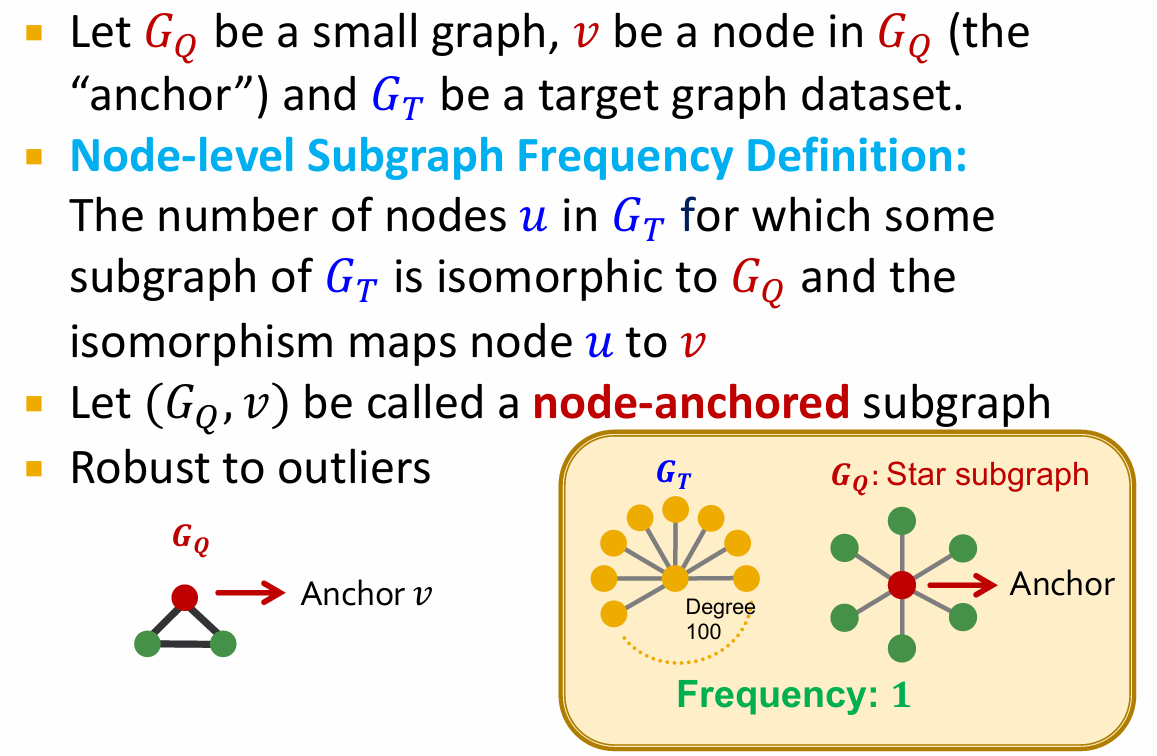 Let G_Q be a small graph, v be a node in G_Q (the
“anchor”) and G_T be a target graph dataset.
Node-level Subgraph Frequency Definition:
The number of nodes u in G_T for which some
subgraph of G_T is isomorphic to G_Q and the
isomorphism maps node u to v
Let (G_Q, v) be called a node-anchored subgraph
Robust to outliers
G_Q
Anchor v
G_T
G_Q: Star subgraph
Degree
100
Anchor
Frequency: 1